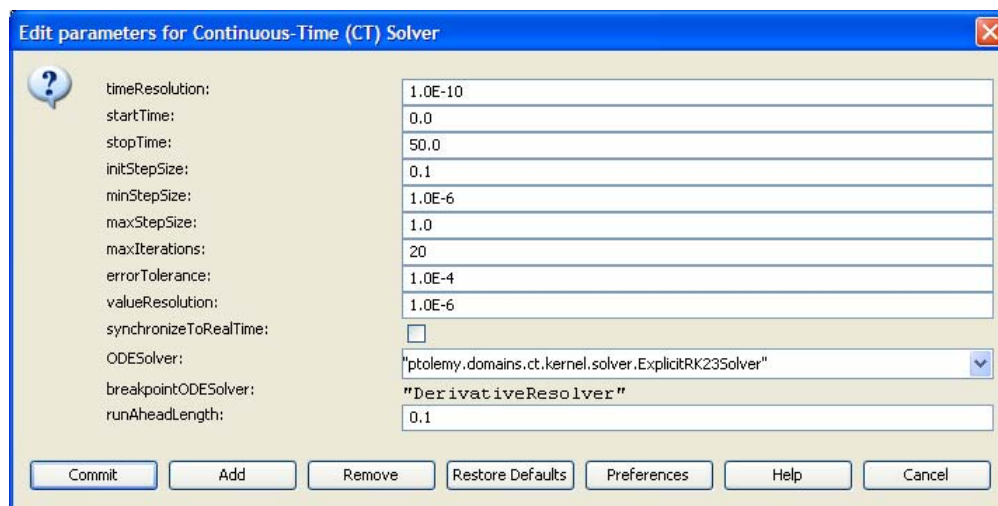 Edit parameters for Continuous-Time (CT) Solver
timeResolution: 1.0E-10
startTime: 0.0
stopTime: 50.0
initStepSize: 0.1
minStepSize: 1.0E-6
maxStepSize: 1.0
maxIterations: 20
errorTolerance: 1.0E-4
valueResolution: 1.0E-6
synchronizeToRealTime:
ODESolver: "ptolemy.domains.ct.kernel.solver.ExplicitRK23Solver"
breakpointODESolver: "DerivativeResolver"
runAheadLength: 0.1
Commit Add Remove Restore Defaults Preferences Help Cancel